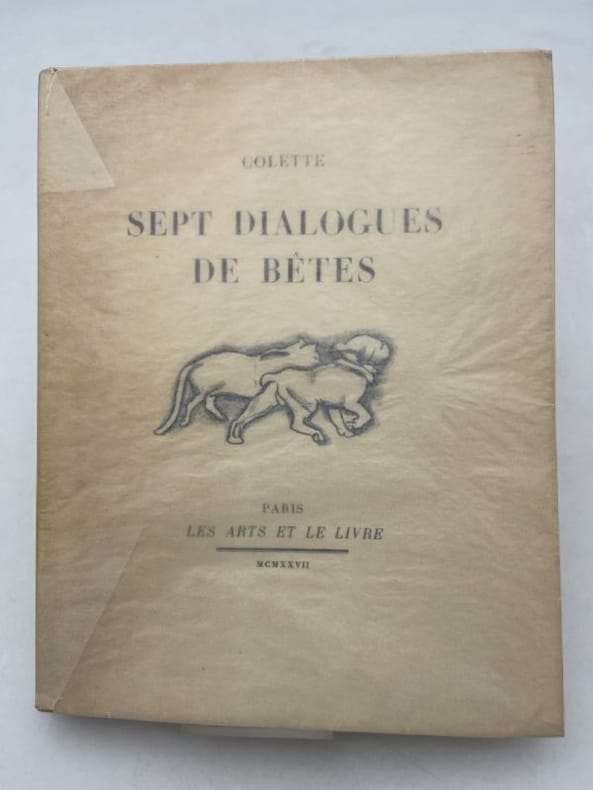 COLETTE
SEPT DIALOGUES
DE BÊTES
PARIS
LES ARTS ET LE LIVRE
MCMXXVII